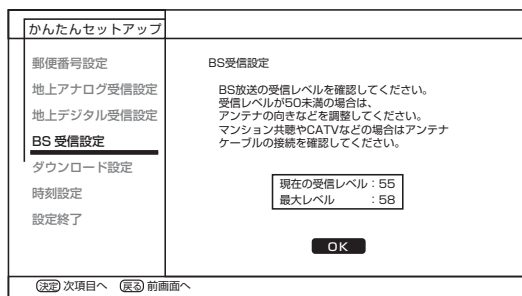 かんたんセットアップ
郵便番号設定
地上アナログ受信設定
地上デジタル受信設定
BS 受信設定
ダウンロード設定
時刻設定
設定終了
BS受信設定
BS放送の受信レベルを確認してください。
受信レベルが50未満の場合は、
アンテナの向きなどを調整してください。
マンション共聴やCATVなどの場合はアンテナ
ケーブルの接続を確認してください。
現在の受信レベル：55
最大レベル　　　：58
OK
決定 次項目へ 戻る 前画面へ